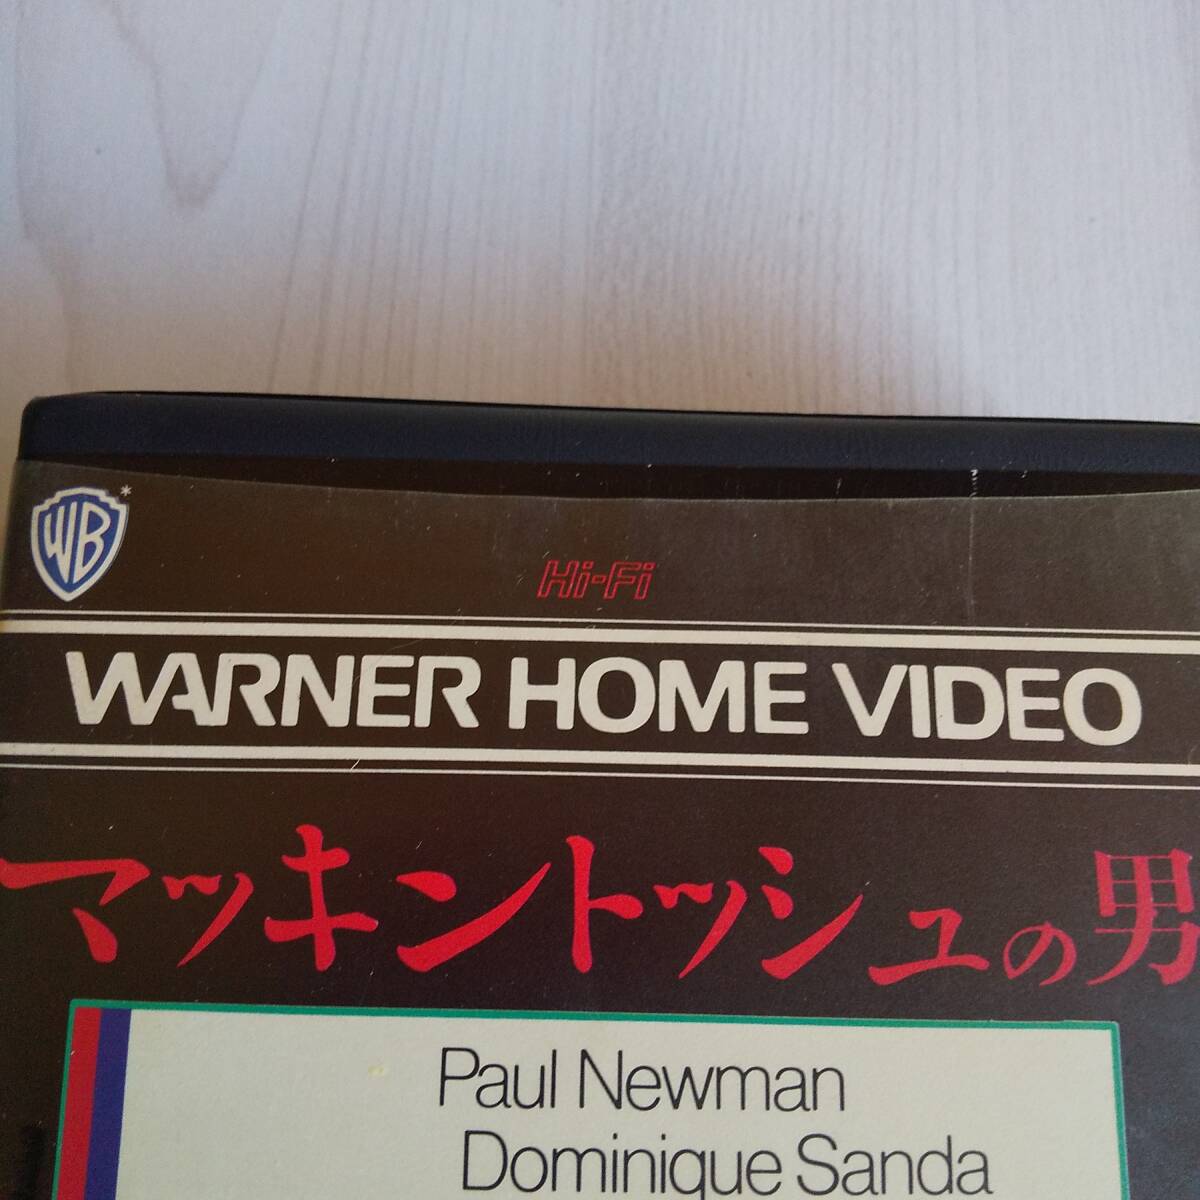 WB*
Hi-Fi
WARNER HOME VIDEO
マッキントッシュの男
Paul Newman
Dominique Sanda